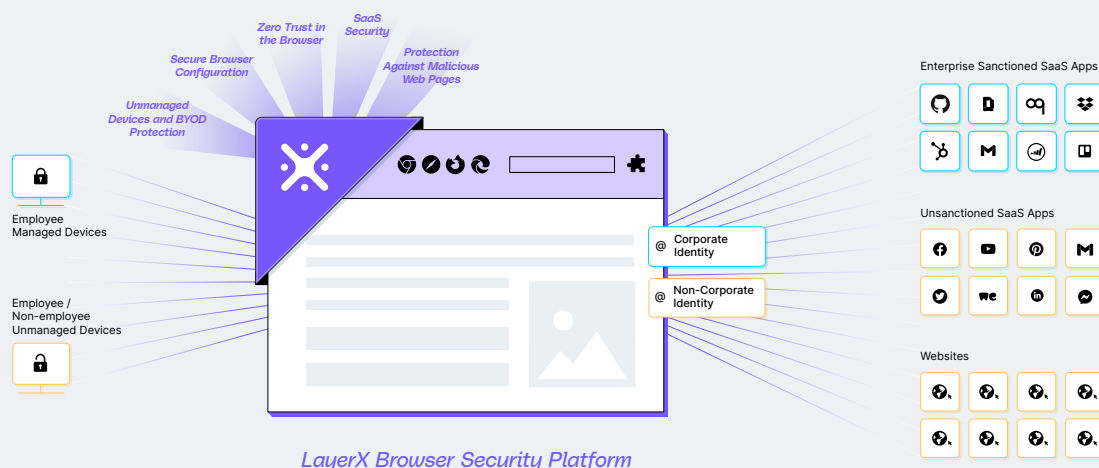 SaaS
Security
Zero Trust in
the Browser
Protection
Against Malicious
Web Pages
Secure Browser
Configuration
Unmanaged
Devices and BYOD
Protection
Employee
Managed Devices
Employee /
Non-employee
Unmanaged Devices
@ Corporate
Identity
@ Non-Corporate
Identity
Enterprise Sanctioned SaaS Apps
Unsanctioned SaaS Apps
we
in
Websites
LayerX Browser Security Platform